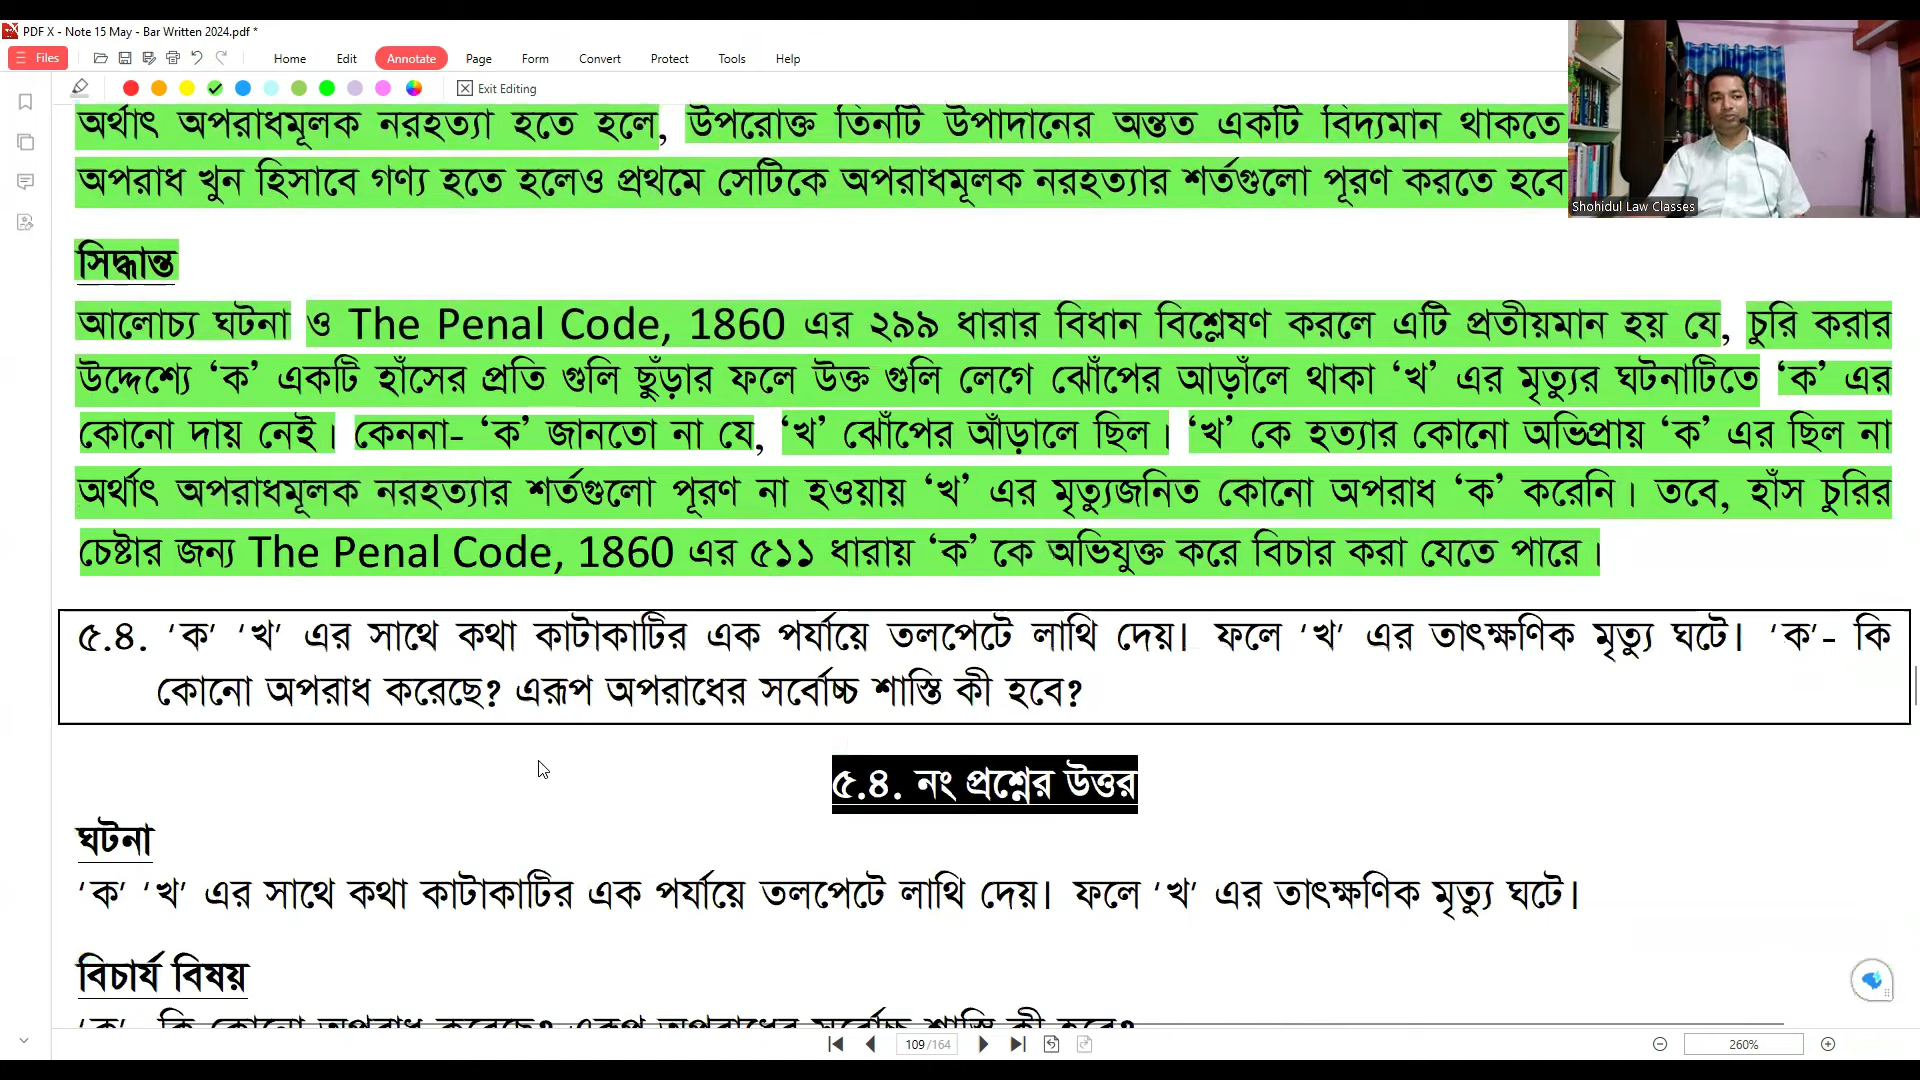 PDF X - Note 15 May - Bar Written 2024.pdf *
Files Home Edit Annotate Page Form Convert Protect Tools Help
Exit Editing
অর্থাৎ অপরাধমূলক নরহত্যা হতে হলে, উপরোক্ত তিনটি উপাদানের অন্তত একটি বিদ্যমান থাকতে
অপরাধ খুন হিসাবে গণ্য হতে হলেও প্রথমে সেটিকে অপরাধমূলক নরহত্যার শর্তগুলো পূরণ করতে হবে
Shohidul Law Classes
সিদ্ধান্ত
আলোচ্য ঘটনা ও The Penal Code, 1860 এর ২৯৯ ধারার বিধান বিশ্লেষণ করলে এটি প্রতীয়মান হয় যে, চুরি করার
উদ্দেশ্যে ‘ক’ একটি হাঁসের প্রতি গুলি ছুঁড়ার ফলে উক্ত গুলি লেগে ঝোঁপের আড়াঁলে থাকা ‘খ’ এর মৃত্যুর ঘটনাটিতে ‘ক’ এর
কোনো দায় নেই। কেননা- ‘ক’ জানতো না যে, ‘খ’ ঝোঁপের আঁড়ালে ছিল। ‘খ’ কে হত্যার কোনো অভিপ্রায় ‘ক’ এর ছিল না
অর্থাৎ অপরাধমূলক নরহত্যার শর্তগুলো পূরণ না হওয়ায় ‘খ’ এর মৃত্যুজনিত কোনো অপরাধ ‘ক’ করেনি। তবে, হাঁস চুরির
চেষ্টার জন্য The Penal Code, 1860 এর ৫১১ ধারায় ‘ক’ কে অভিযুক্ত করে বিচার করা যেতে পারে।
৫.৪. ‘ক’ ‘খ’ এর সাথে কথা কাটাকাটির এক পর্যায়ে তলপেটে লাথি দেয়। ফলে ‘খ’ এর তাৎক্ষণিক মৃত্যু ঘটে। ‘ক’- কি
কোনো অপরাধ করেছে? এরূপ অপরাধের সর্বোচ্চ শাস্তি কী হবে?
৫.৪. নং প্রশ্নের উত্তর
ঘটনা
‘ক’ ‘খ’ এর সাথে কথা কাটাকাটির এক পর্যায়ে তলপেটে লাথি দেয়। ফলে ‘খ’ এর তাৎক্ষণিক মৃত্যু ঘটে।
বিচার্য বিষয়
‘ক’- কি কোনো অপরাধ করেছে? এরূপ অপরাধের সর্বোচ্চ শাস্তি কী হবে?
109 /164
260%